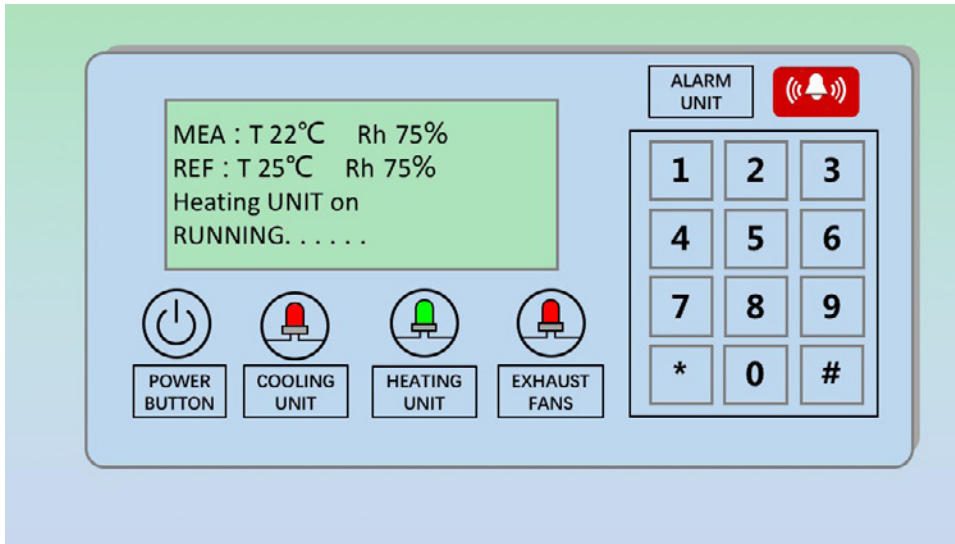 MEA : T 22℃ Rh 75%
REF : T 25℃ Rh 75%
Heating UNIT on
RUNNING. . . . . .
POWER
BUTTON
COOLING
UNIT
HEATING
UNIT
EXHAUST
FANS
ALARM
UNIT
1 2 3
4 5 6
7 8 9
* 0 #